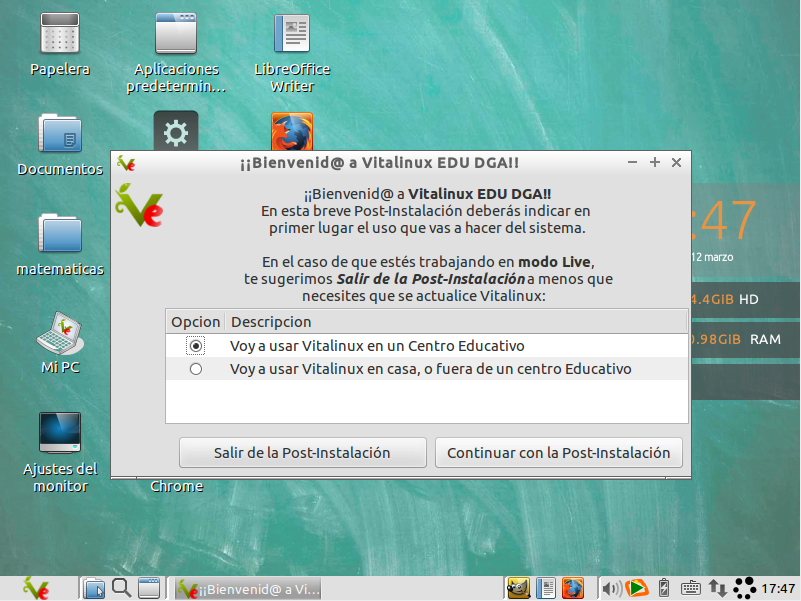 Papelera
Aplicaciones
predetermin...
LibreOffice
Writer
Documentos
matematicas
Mi PC
Ajustes del
monitor
Chrome
¡¡Bienvenid@ a Vitalinux EDU DGA!!
¡¡Bienvenid@ a Vitalinux EDU DGA!!
En esta breve Post-Instalación deberás indicar en
primer lugar el uso que vas a hacer del sistema.
En el caso de que estés trabajando en modo Live,
te sugerimos Salir de la Post-Instalación a menos que
necesites que se actualice Vitalinux:
Opcion Descripcion
Voy a usar Vitalinux en un Centro Educativo
Voy a usar Vitalinux en casa, o fuera de un centro Educativo
Salir de la Post-Instalación Continuar con la Post-Instalación
:47
12 marzo
4.4GIB HD
0.98GIB RAM
¡¡Bienvenid@ a Vi...
17:47